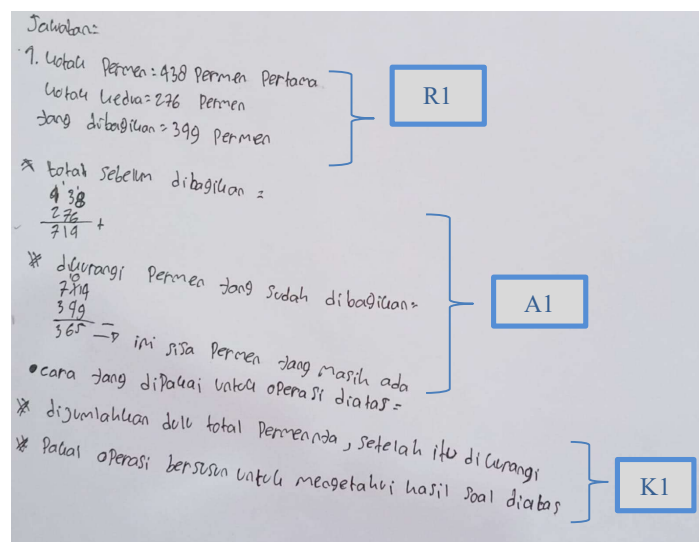 Jawaban:
1. Kotak Permen: 438 Permen Pertama
Kotak kedua = 276 Permen
yang dibagikan = 399 Permen
R1
* total sebelum dibagikan =
438
276 +
714
* dikurangi Permen yang sudah dibagikan =
714
399 -
365 → ini sisa Permen yang masih ada
A1
• cara yang dipakai untuk operasi diatas =
* dijumlahkan dulu total Permennya, setelah itu dikurangi
* Pakai operasi bersusun untuk mengetahui hasil soal diatas
K1